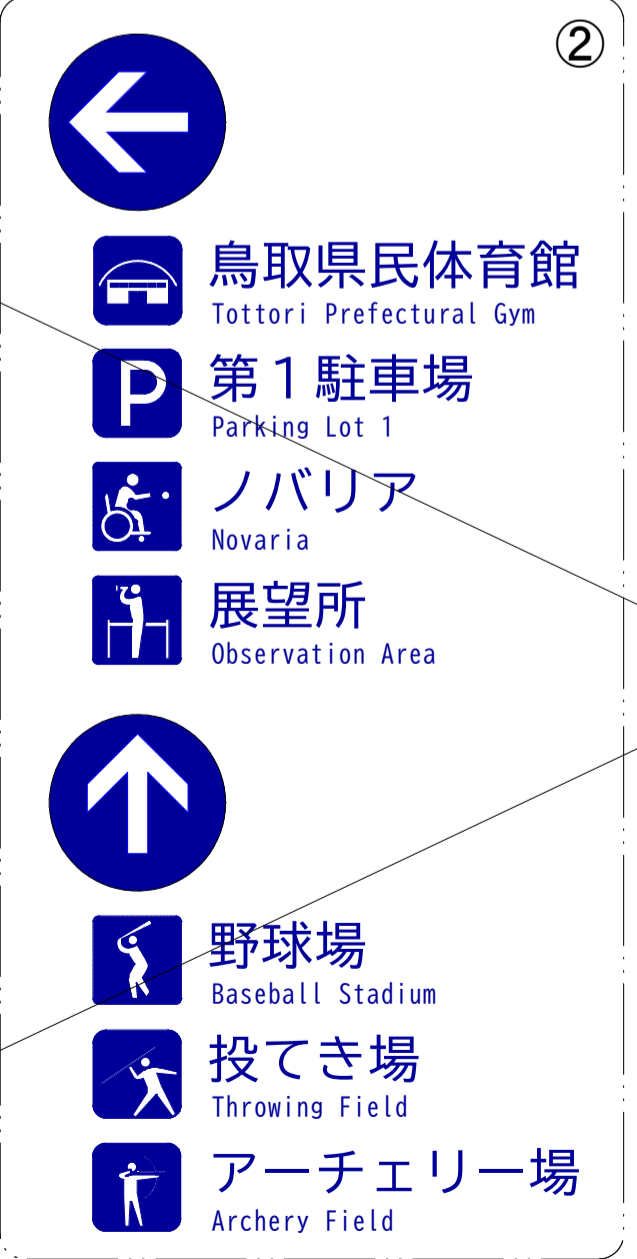 ②
鳥取県民体育館
Tottori Prefectural Gym
P
第１駐車場
Parking Lot 1
ノバリア
Novaria
展望所
Observation Area
野球場
Baseball Stadium
投てき場
Throwing Field
アーチェリー場
Archery Field